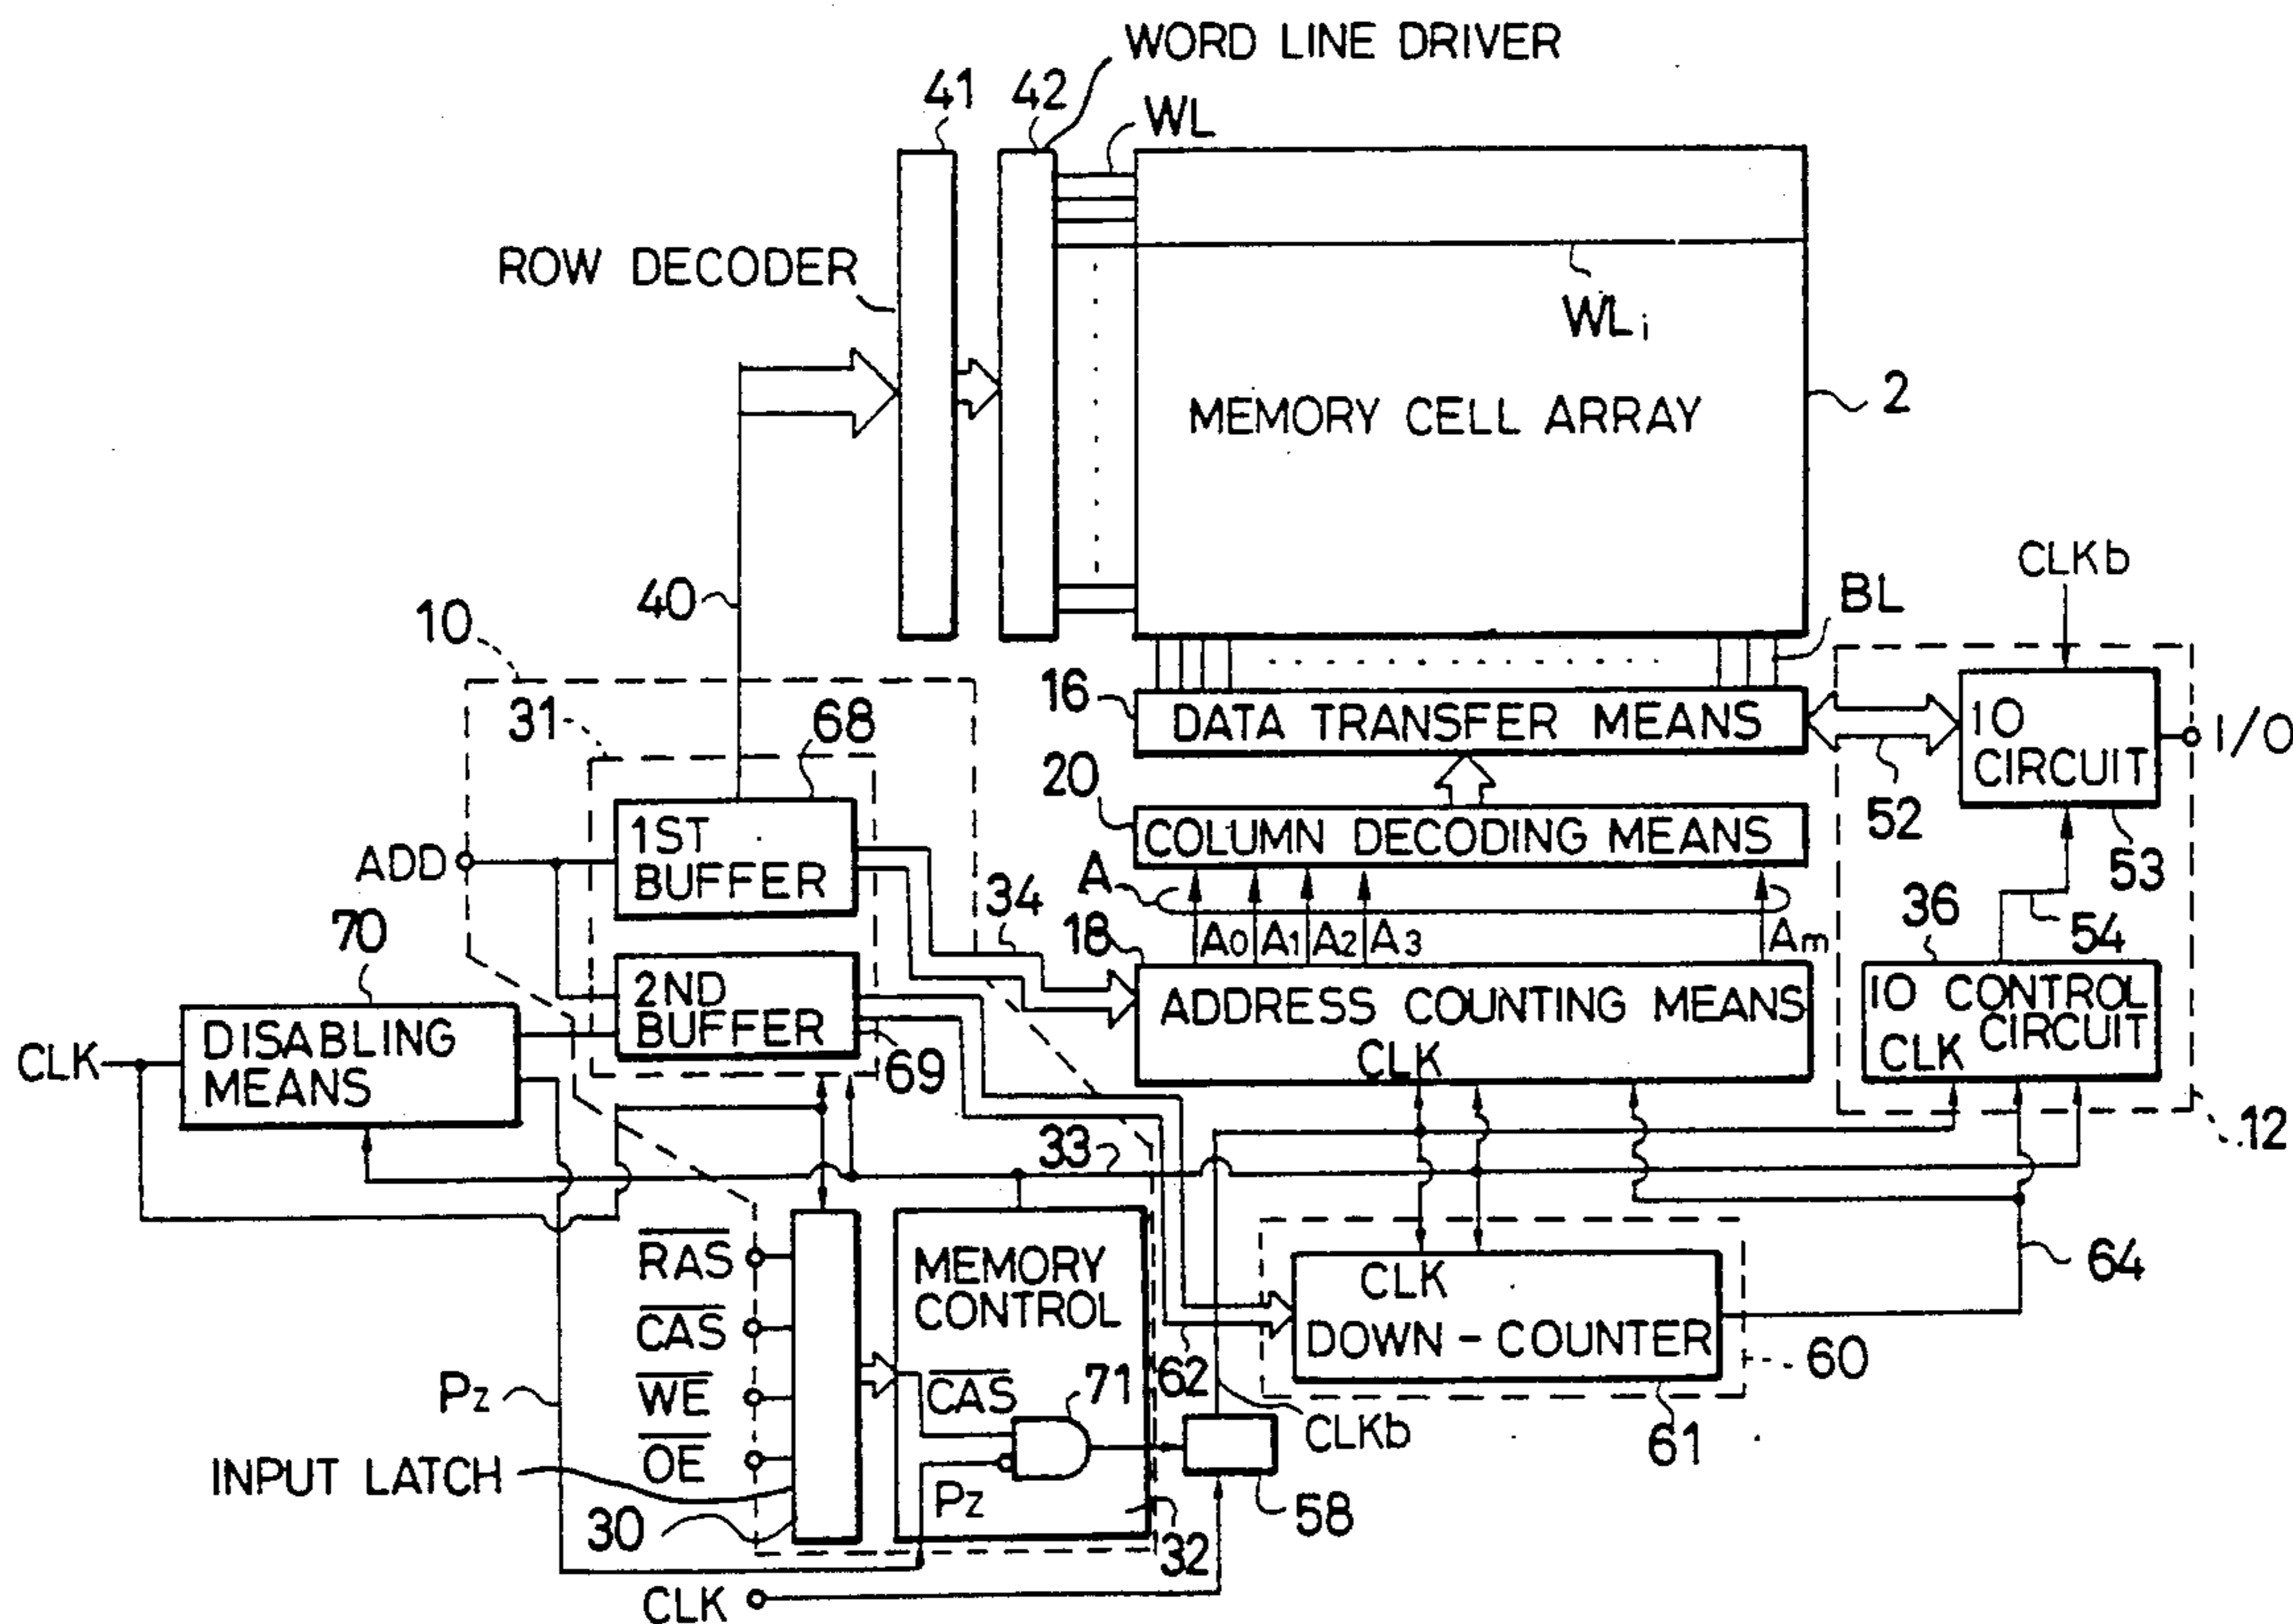 WORD LINE DRIVER
41
42
WL
ROW DECODER
WLi
MEMORY CELL ARRAY
2
CLKb
40
BL
10
31
68
16
DATA TRANSFER MEANS
IO
CIRCUIT
I/O
52
20
COLUMN DECODING MEANS
53
1ST
BUFFER
ADD
A
34
36
54
70
18
A0
A1
A2
A3
Am
2ND
BUFFER
ADDRESS COUNTING MEANS
CLK
IO CONTROL
CIRCUIT
CLK
DISABLING
MEANS
CLK
69
12
33
RAS
CAS
WE
OE
MEMORY
CONTROL
64
CLK
DOWN-COUNTER
62
60
Pz
CAS
71
CLKb
61
INPUT LATCH
Pz
58
30
32
CLK